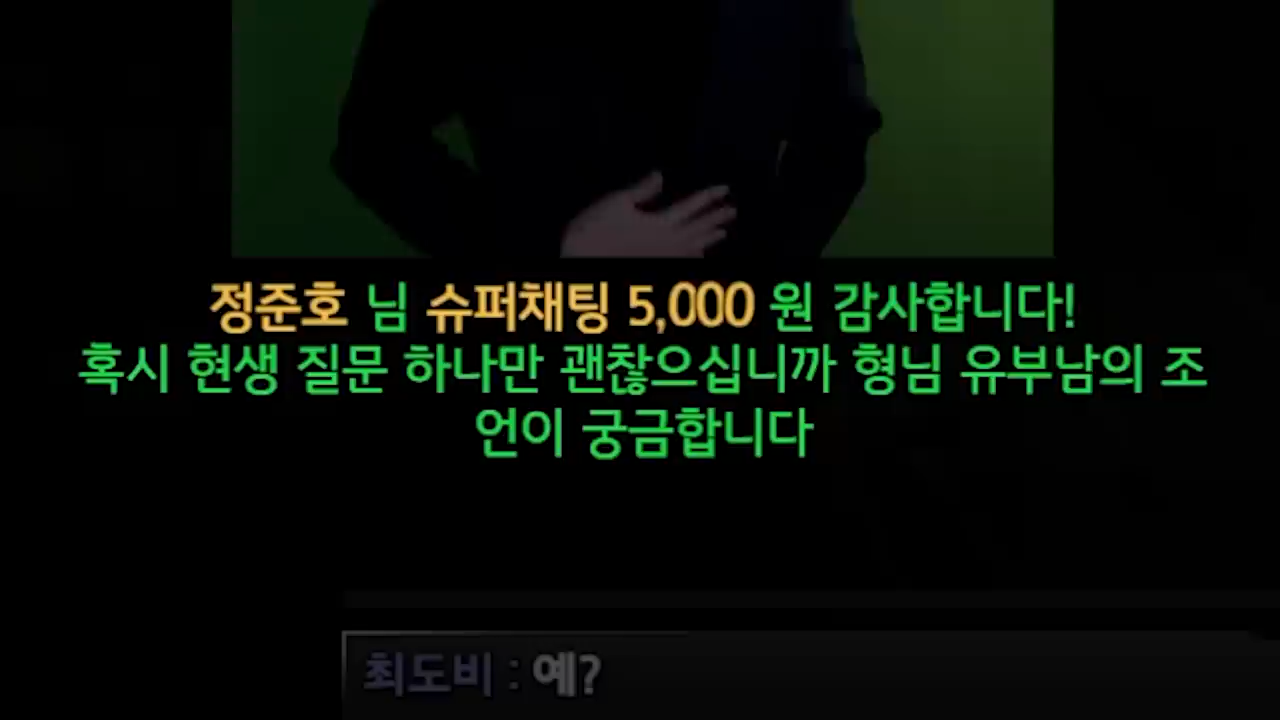 정준호 님 슈퍼채팅 5,000 원 감사합니다!
혹시 현생 질문 하나만 괜찮으십니까 형님 유부남의 조
언이 궁금합니다
최도비 : 예?